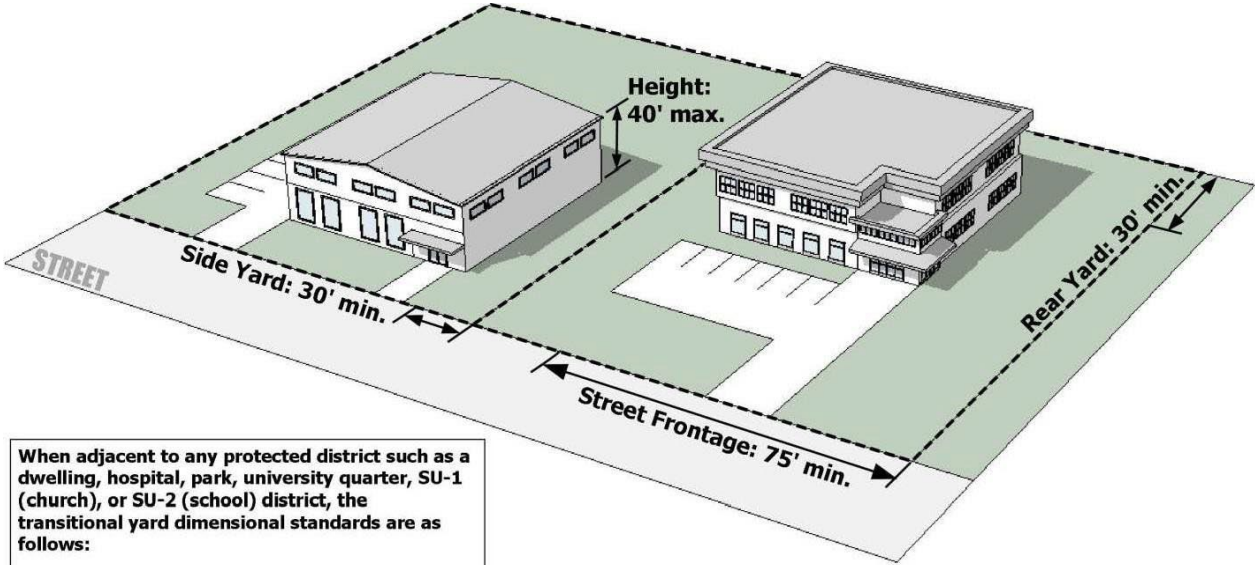 Height:
40' max.
STREET
Side Yard: 30' min.
Rear Yard: 30' min.
Street Frontage: 75' min.
When adjacent to any protected district such as a
dwelling, hospital, park, university quarter, SU-1
(church), or SU-2 (school) district, the
transitional yard dimensional standards are as
follows: